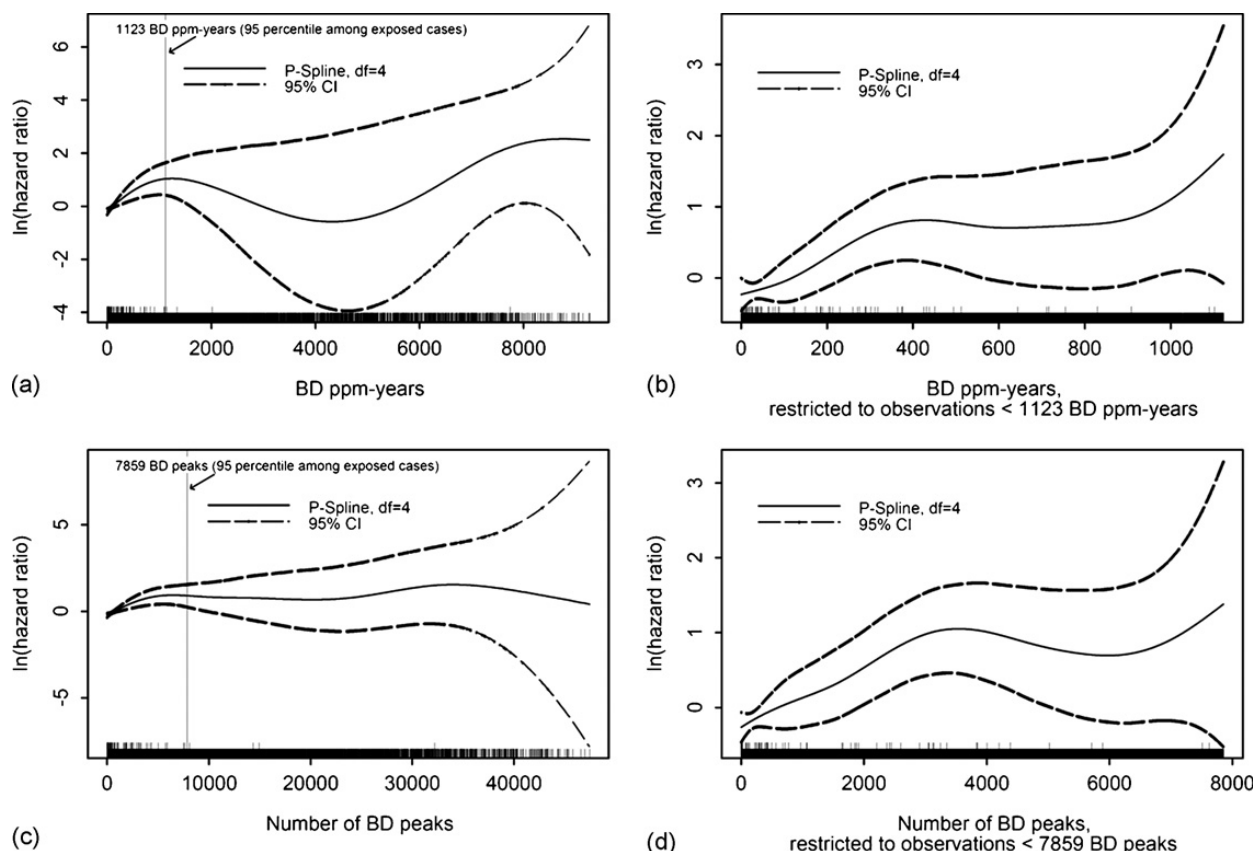 1123 BD ppm-years (95 percentile among exposed cases)
P-Spline, df=4
95% CI
ln(hazard ratio)
6
4
2
0
-2
-4
0 2000 4000 6000 8000
(a)
BD ppm-years
P-Spline, df=4
95% CI
ln(hazard ratio)
3
2
1
0
0 200 400 600 800 1000
(b)
BD ppm-years,
restricted to observations < 1123 BD ppm-years
7859 BD peaks (95 percentile among exposed cases)
P-Spline, df=4
95% CI
ln(hazard ratio)
5
0
-5
0 10000 20000 30000 40000
(c)
Number of BD peaks
P-Spline, df=4
95% CI
ln(hazard ratio)
3
2
1
0
0 2000 4000 6000 8000
(d)
Number of BD peaks,
restricted to observations < 7859 BD peaks